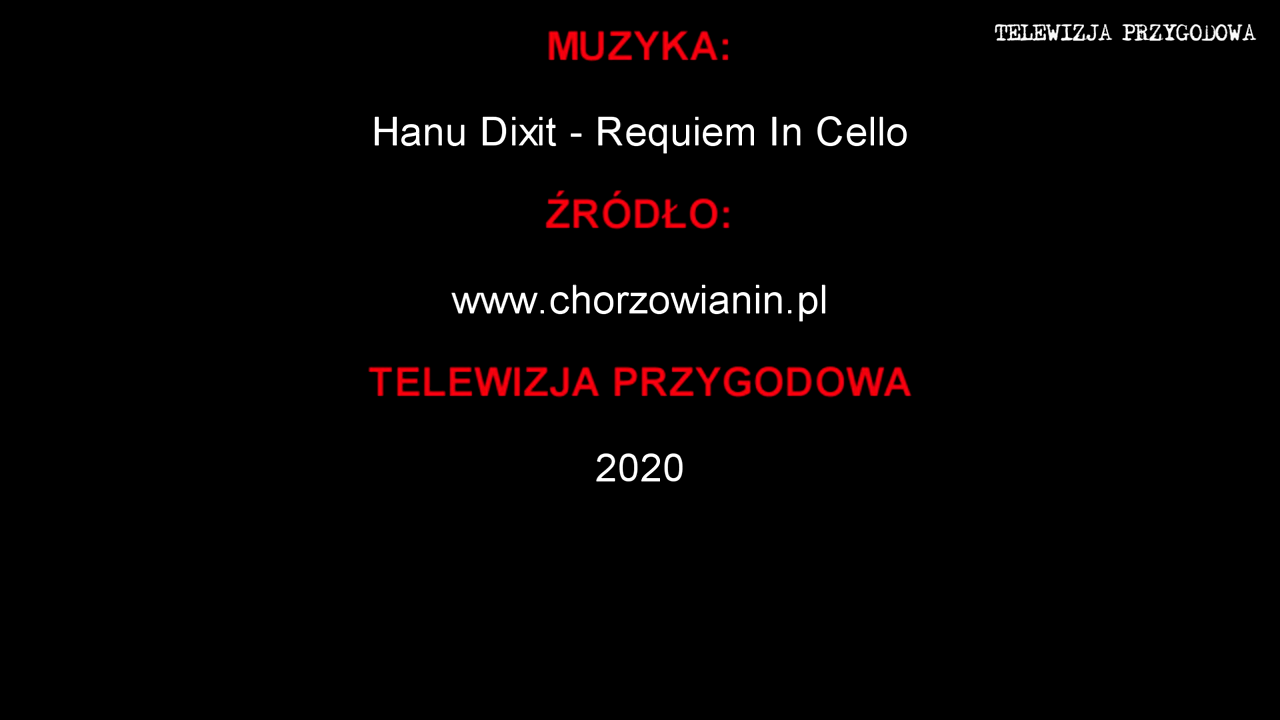 TELEWIZJA PRZYGODOWA
MUZYKA:
Hanu Dixit - Requiem In Cello
ŹRÓDŁO:
www.chorzowianin.pl
TELEWIZJA PRZYGODOWA
2020